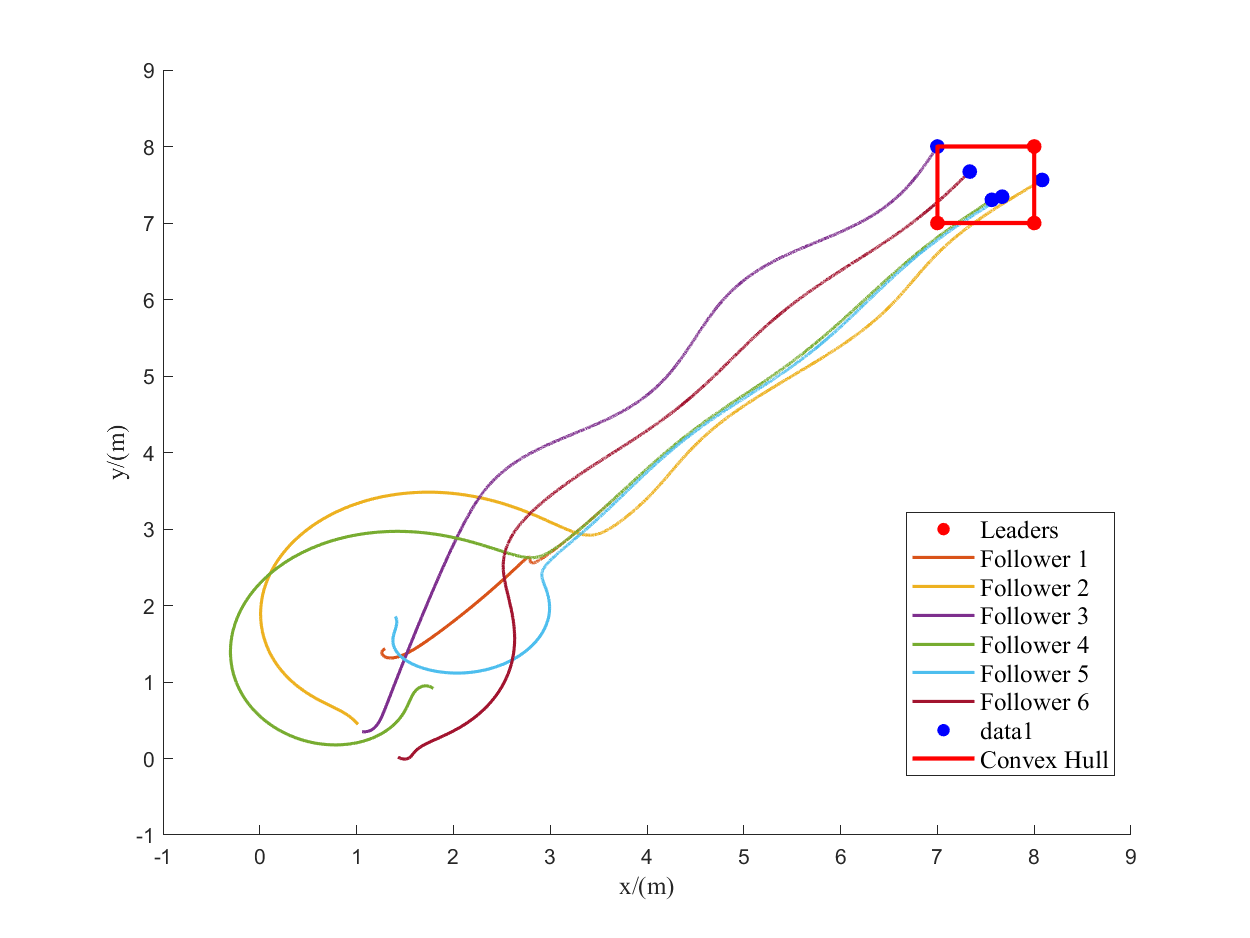 9
8
7
6
5
4
3
2
1
0
-1
y/(m)
-1 0 1 2 3 4 5 6 7 8 9
x/(m)
Leaders
Follower 1
Follower 2
Follower 3
Follower 4
Follower 5
Follower 6
data1
Convex Hull